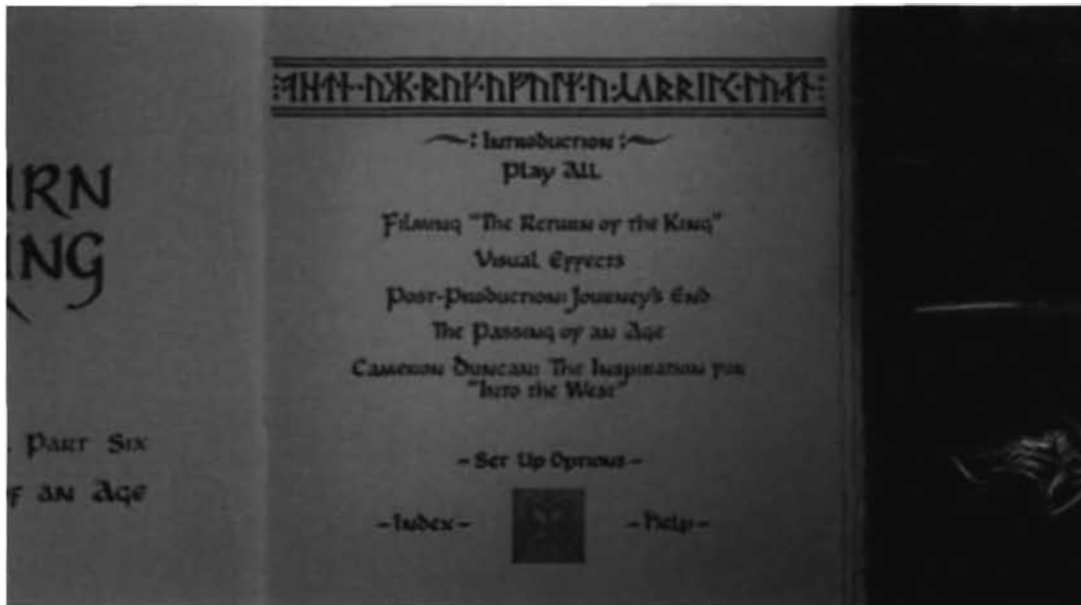 URN
ING
Part Six
of an Age
Introduction
Play All
Filming "The Return of the King"
Visual Effects
Post-Production: Journey's End
The Passing of an Age
Cameron Duncan: The Inspiration for
"Into the West"
- Set Up Options -
- Index -
- Help -